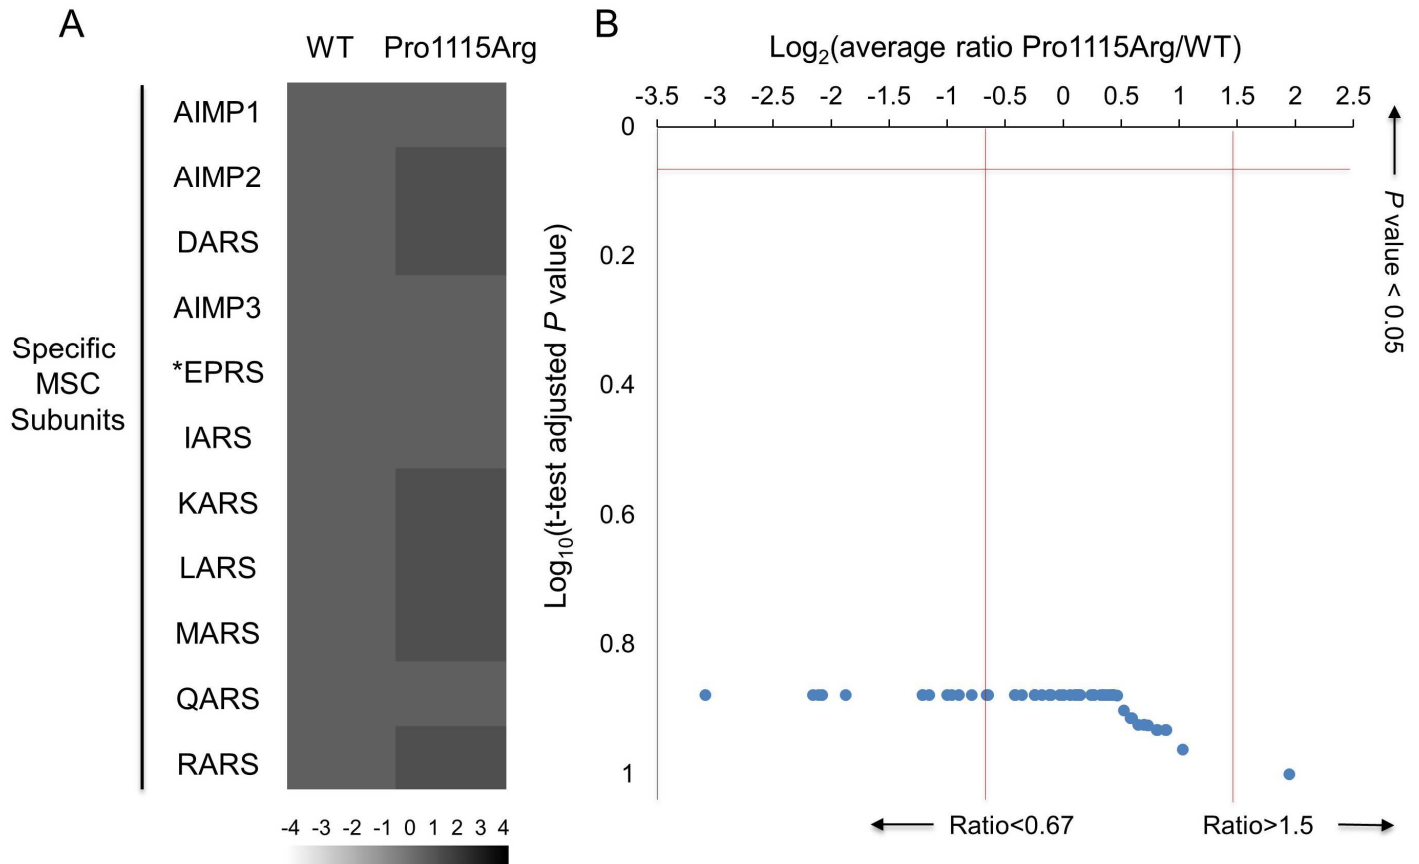 A
WT Pro1115Arg
Specific
MSC
Subunits
AIMP1
AIMP2
DARS
AIMP3
*EPRS
IARS
KARS
LARS
MARS
QARS
RARS
-4 -3 -2 -1 0 1 2 3 4
B
Log₂(average ratio Pro1115Arg/WT)
-3.5 -3 -2.5 -2 -1.5 -1 -0.5 0 0.5 1 1.5 2 2.5
0
0.2
0.4
0.6
0.8
1
Log₁₀(t-test adjusted P value)
P value < 0.05
Ratio<0.67
Ratio>1.5